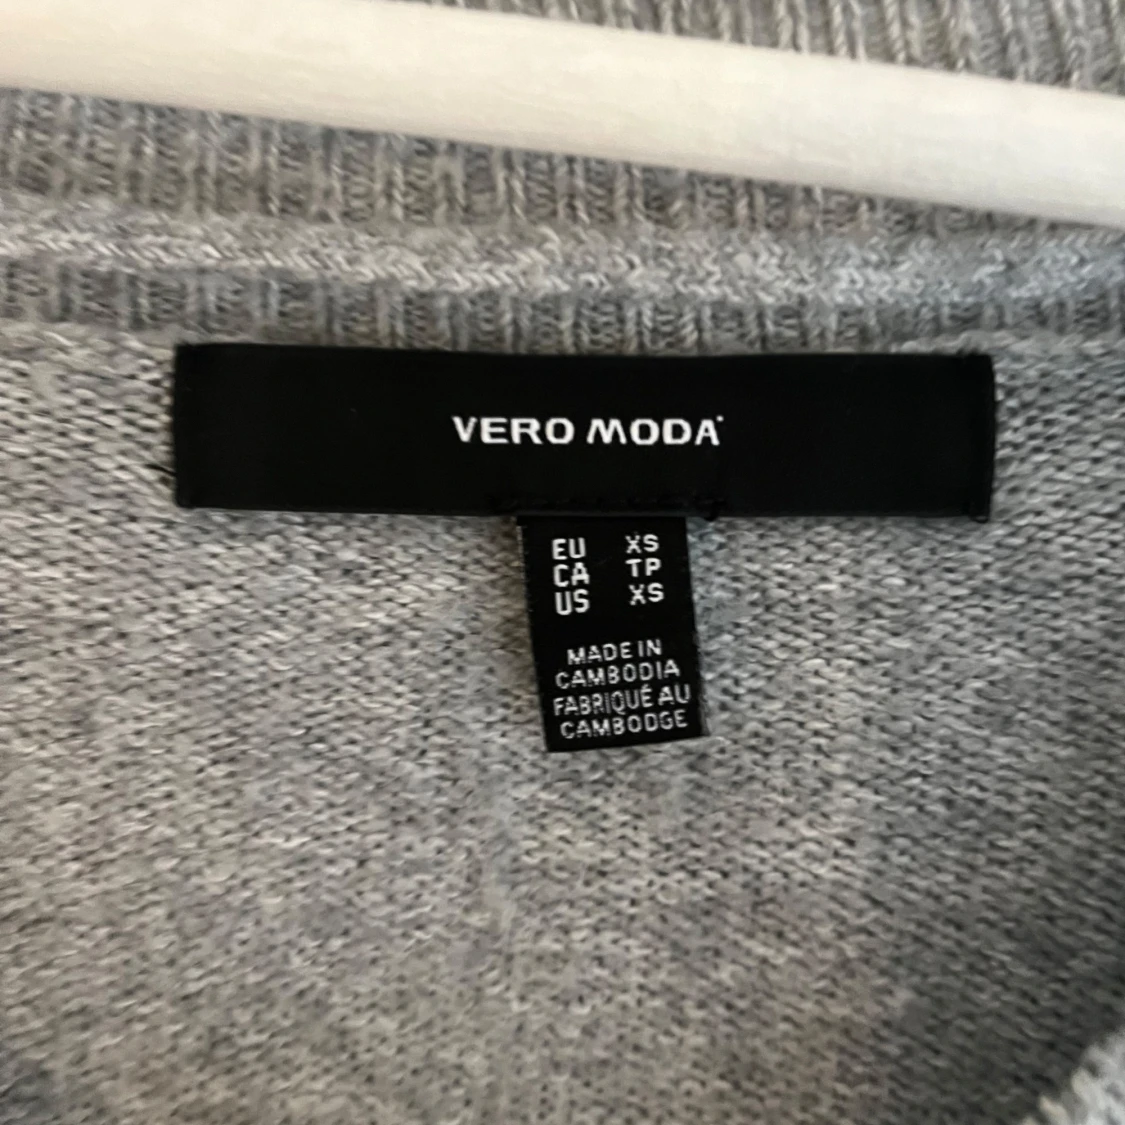 VERO MODA
EU XS
CA TP
US XS
MADE IN
CAMBODIA
FABRIQUÉ AU
CAMBODGE